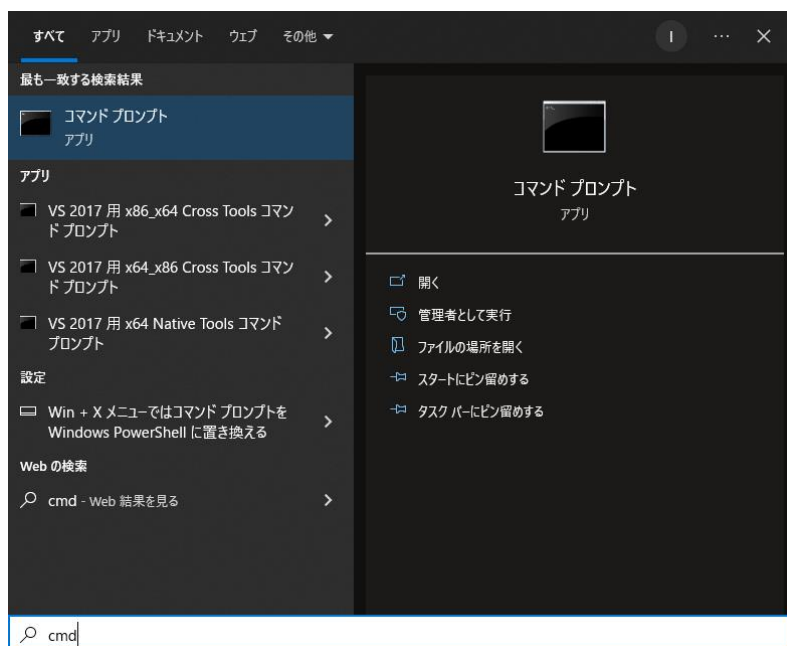 すべて アプリ ドキュメント ウェブ その他
I
最も一致する検索結果
コマンド プロンプト
アプリ
アプリ
VS 2017 用 x86_x64 Cross Tools コマン
ド プロンプト
VS 2017 用 x64_x86 Cross Tools コマン
ド プロンプト
VS 2017 用 x64 Native Tools コマンド
プロンプト
設定
Win + X メニューではコマンド プロンプトを
Windows PowerShell に置き換える
Web の検索
cmd - Web 結果を見る
コマンド プロンプト
アプリ
開く
管理者として実行
ファイルの場所を開く
スタートにピン留めする
タスク バーにピン留めする
cmd